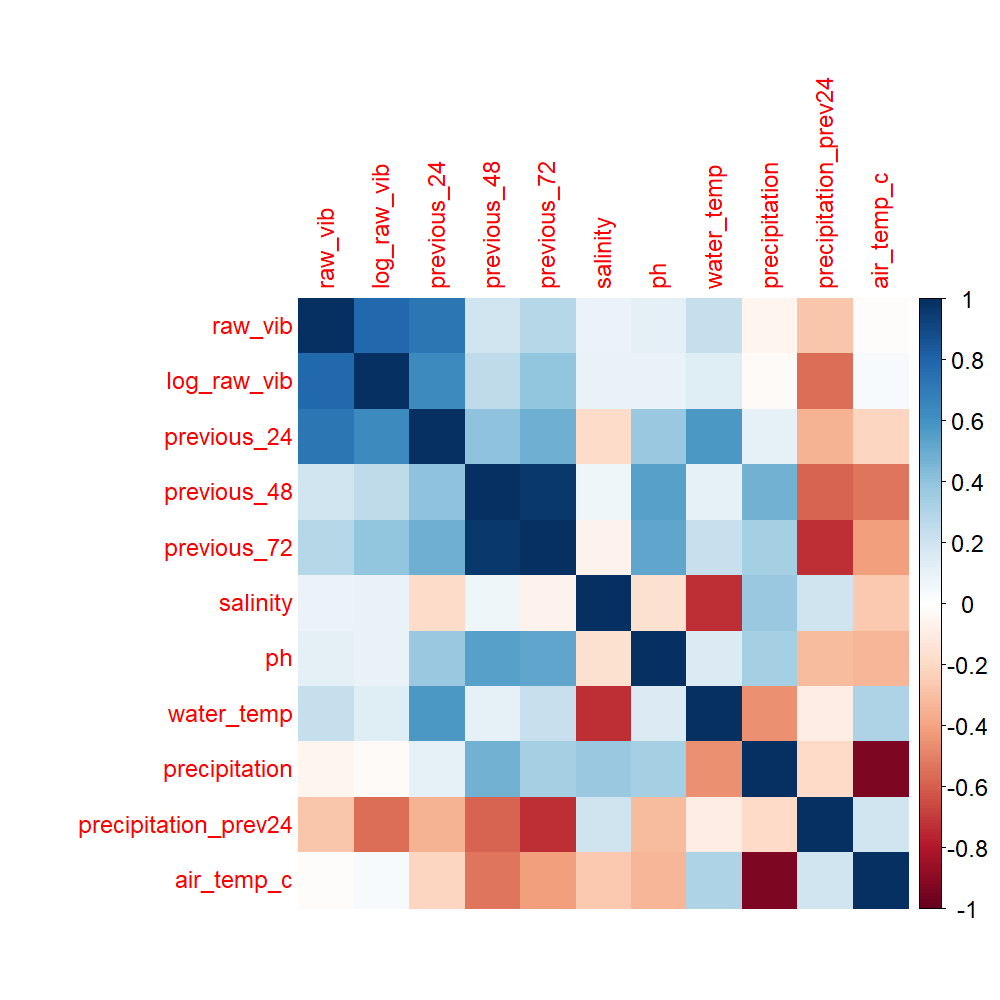 raw_vib
log_raw_vib
previous_24
previous_48
previous_72
salinity
ph
water_temp
precipitation
precipitation_prev24
air_temp_c
raw_vib
log_raw_vib
previous_24
previous_48
previous_72
salinity
ph
water_temp
precipitation
precipitation_prev24
air_temp_c
1
0.8
0.6
0.4
0.2
0
-0.2
-0.4
-0.6
-0.8
-1